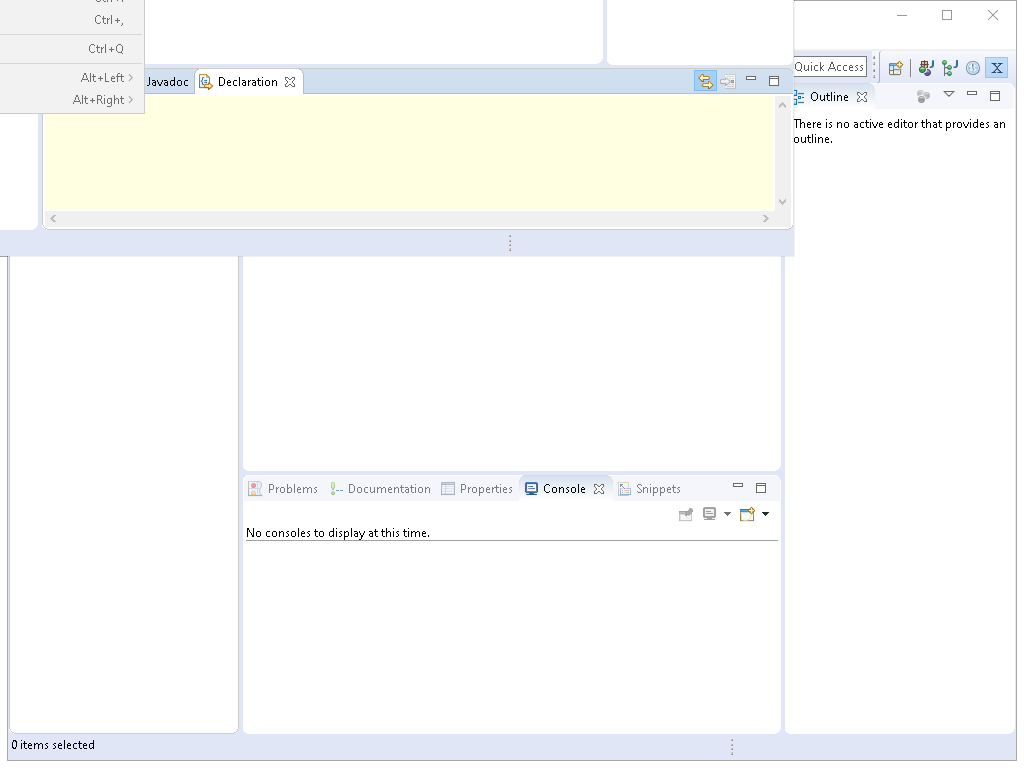 Ctrl+,
Ctrl+Q
Alt+Left
Alt+Right
Javadoc
Declaration
Quick Access
Outline
There is no active editor that provides an
outline.
Problems
Documentation
Properties
Console
Snippets
No consoles to display at this time.
0 items selected